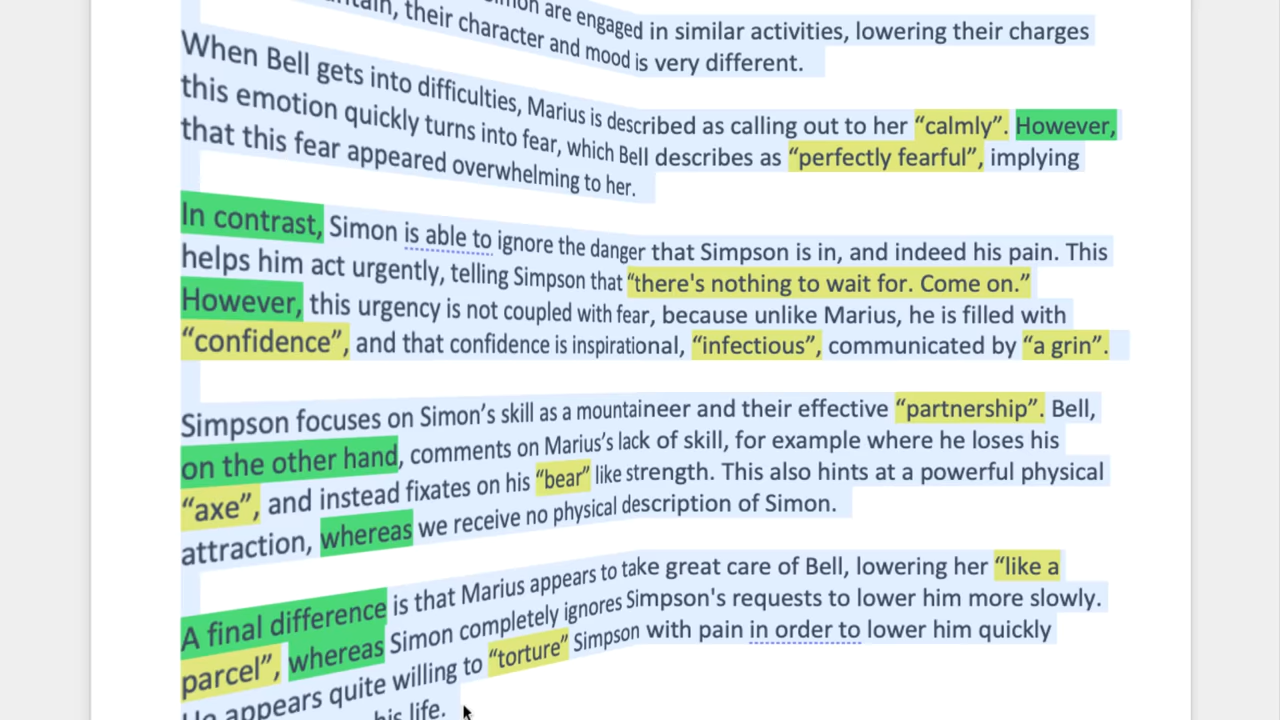 are engaged in similar activities, lowering their charges
their character and mood is very different.
When Bell gets into difficulties, Marius is described as calling out to her “calmly”. However,
this emotion quickly turns into fear, which Bell describes as “perfectly fearful”, implying
that this fear appeared overwhelming to her.
In contrast, Simon is able to ignore the danger that Simpson is in, and indeed his pain. This
helps him act urgently, telling Simpson that “there's nothing to wait for. Come on.”
However, this urgency is not coupled with fear, because unlike Marius, he is filled with
“confidence”, and that confidence is inspirational, “infectious”, communicated by “a grin”.
Simpson focuses on Simon’s skill as a mountaineer and their effective “partnership”. Bell,
on the other hand, comments on Marius’s lack of skill, for example where he loses his
“axe”, and instead fixates on his “bear” like strength. This also hints at a powerful physical
attraction, whereas we receive no physical description of Simon.
A final difference is that Marius appears to take great care of Bell, lowering her “like a
parcel”, whereas Simon completely ignores Simpson's requests to lower him more slowly.
He appears quite willing to “torture” Simpson with pain in order to lower him quickly
his life.